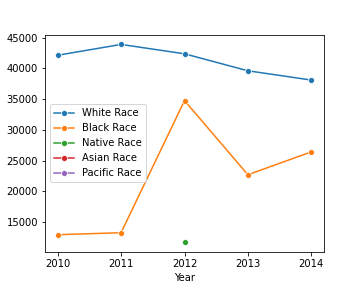 45000
40000
35000
30000
25000
20000
15000
White Race
Black Race
Native Race
Asian Race
Pacific Race
2010 2011 2012 2013 2014
Year